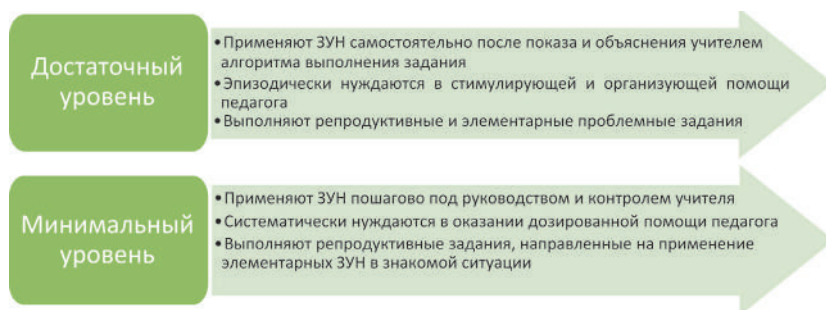 Достаточный
уровень
•Применяют ЗУН самостоятельно после показа и объяснения учителем
алгоритма выполнения задания
•Эпизодически нуждаются в стимулирующей и организующей помощи
педагога
•Выполняют репродуктивные и элементарные проблемные задания
Минимальный
уровень
•Применяют ЗУН пошагово под руководством и контролем учителя
•Систематически нуждаются в оказании дозированной помощи педагога
•Выполняют репродуктивные задания, направленные на применение
элементарных ЗУН в знакомой ситуации